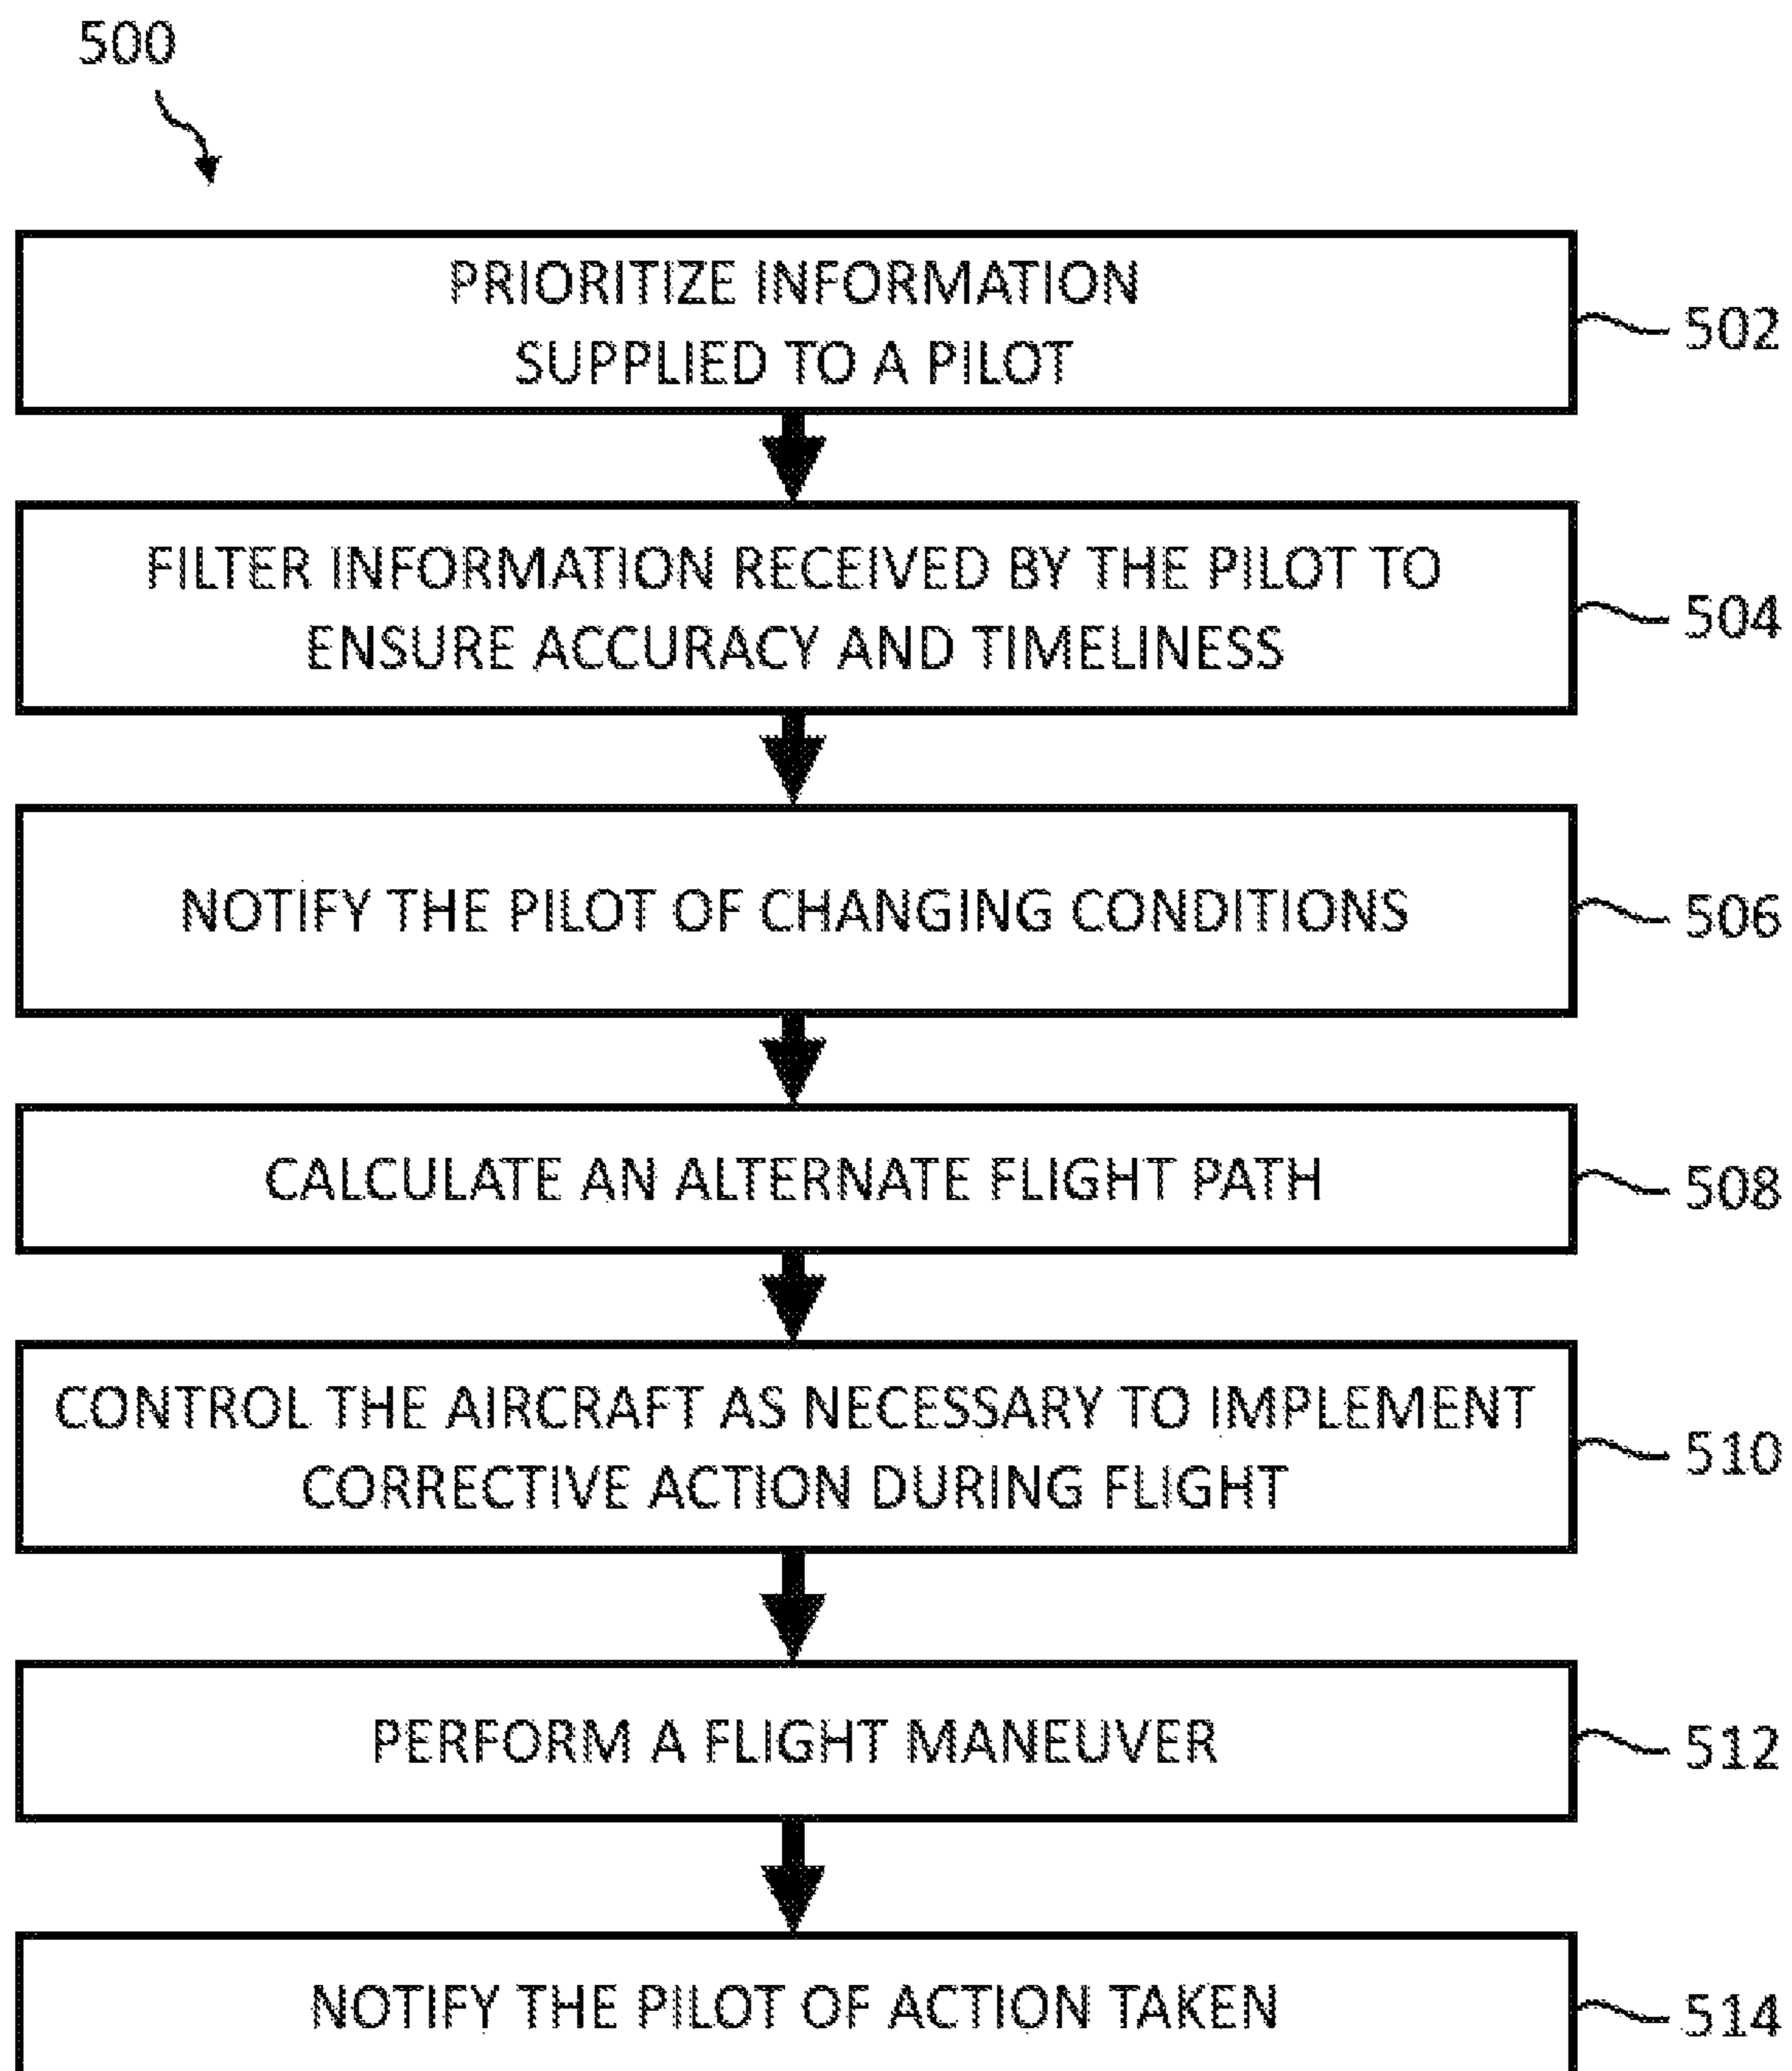 500
PRIORITIZE INFORMATION
SUPPLIED TO A PILOT
502
FILTER INFORMATION RECEIVED BY THE PILOT TO
ENSURE ACCURACY AND TIMELINESS
504
NOTIFY THE PILOT OF CHANGING CONDITIONS
506
CALCULATE AN ALTERNATE FLIGHT PATH
508
CONTROL THE AIRCRAFT AS NECESSARY TO IMPLEMENT
CORRECTIVE ACTION DURING FLIGHT
510
PERFORM A FLIGHT MANEUVER
512
NOTIFY THE PILOT OF ACTION TAKEN
514